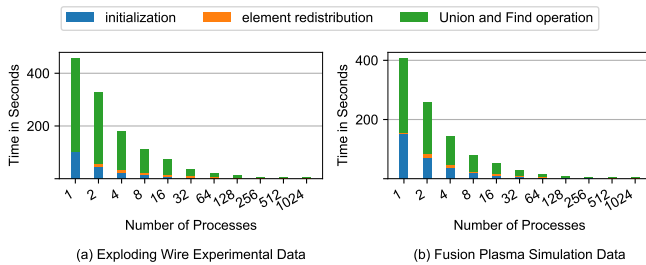 initialization element redistribution Union and Find operation
400
200
Time in Seconds
1 2 4 8 16 32 64 128 256 512 1024
Number of Processes
(a) Exploding Wire Experimental Data
400
200
Time in Seconds
1 2 4 8 16 32 64 128 256 512 1024
Number of Processes
(b) Fusion Plasma Simulation Data